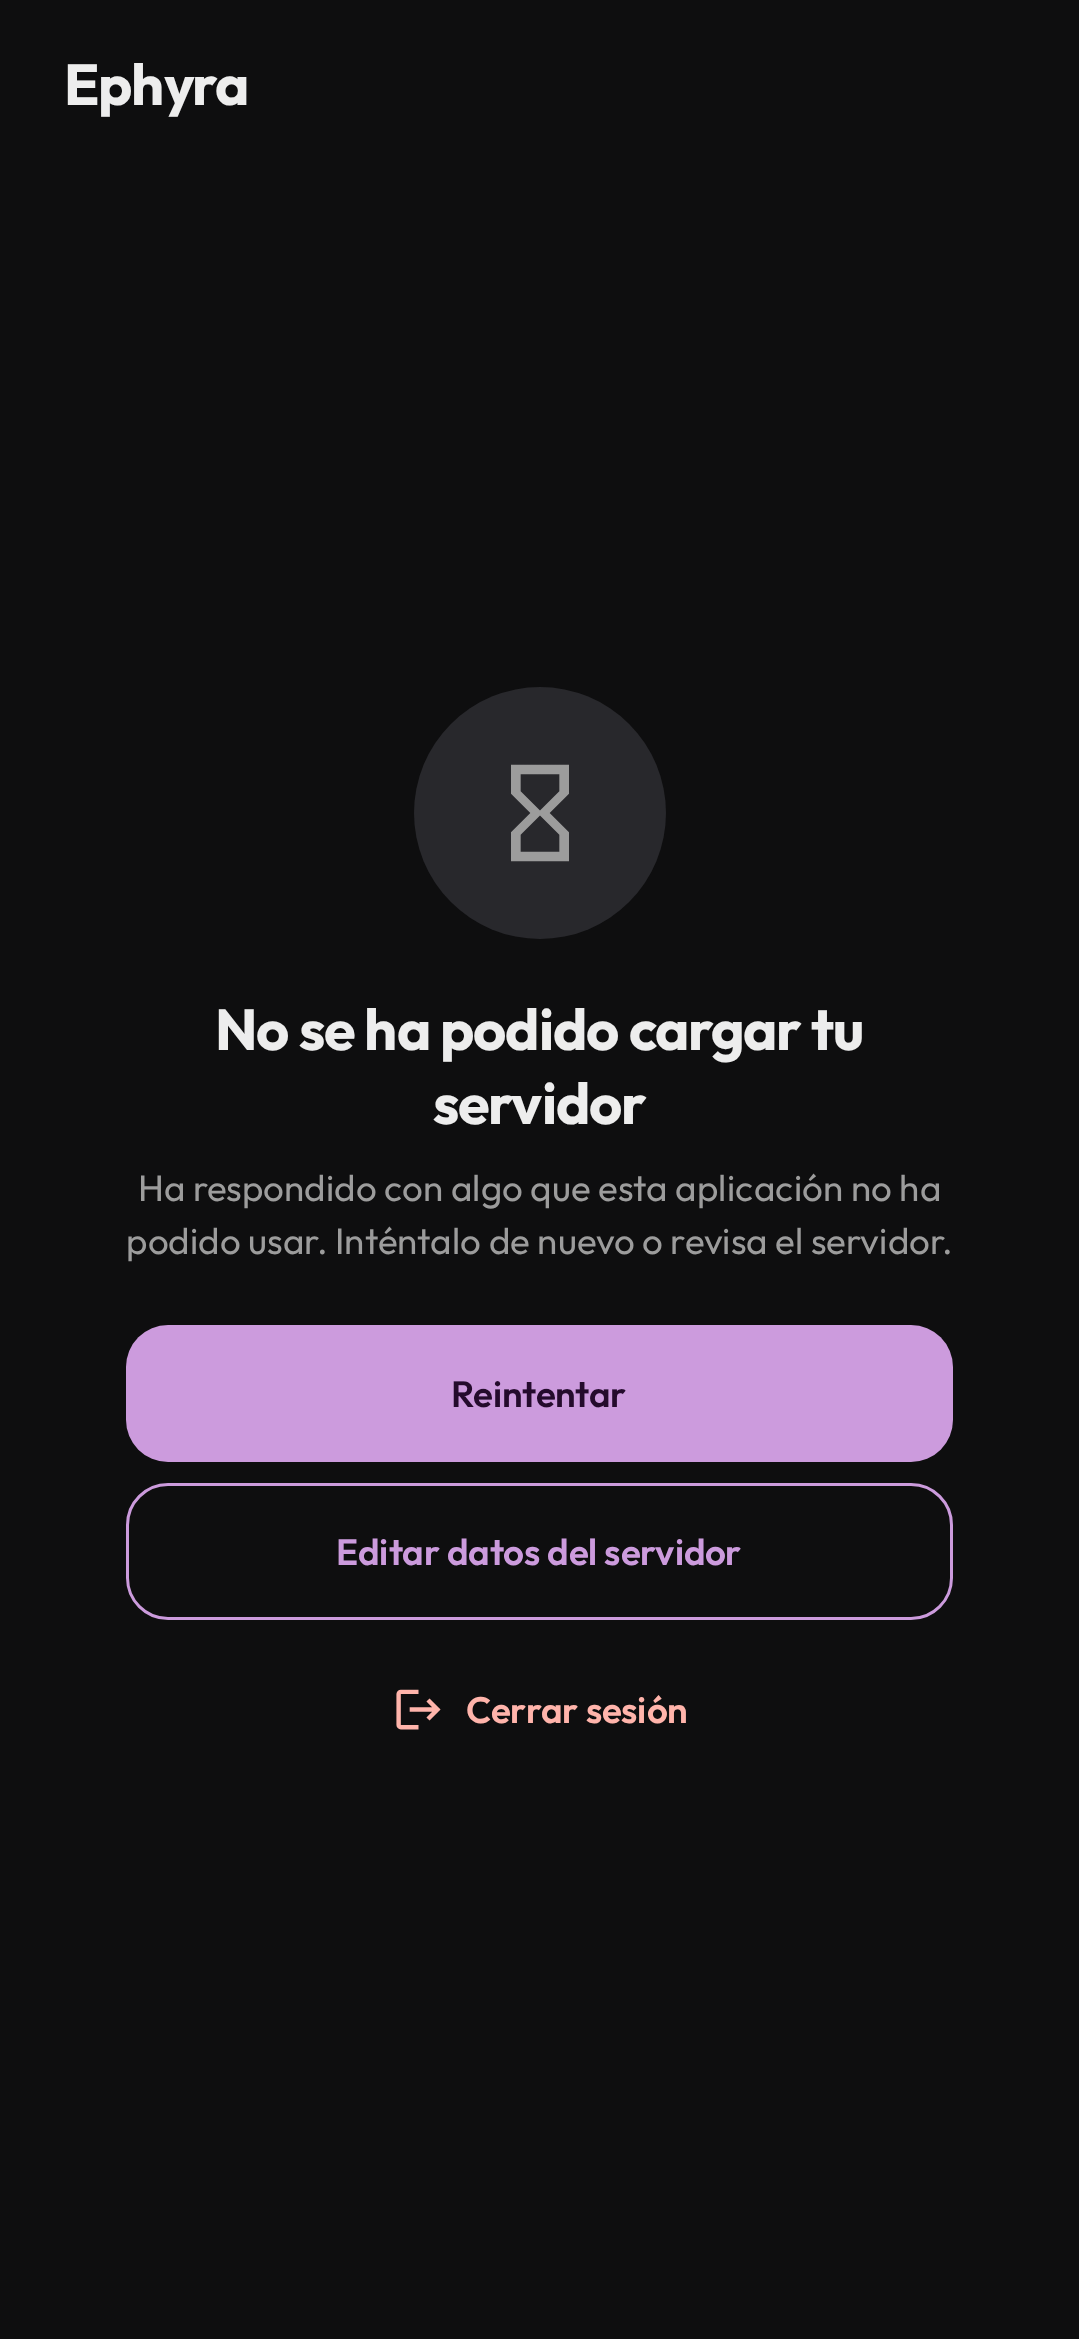 Ephyra
No se ha podido cargar tu
servidor
Ha respondido con algo que esta aplicación no ha
podido usar. Inténtalo de nuevo o revisa el servidor.
Reintentar
Editar datos del servidor
Cerrar sesión